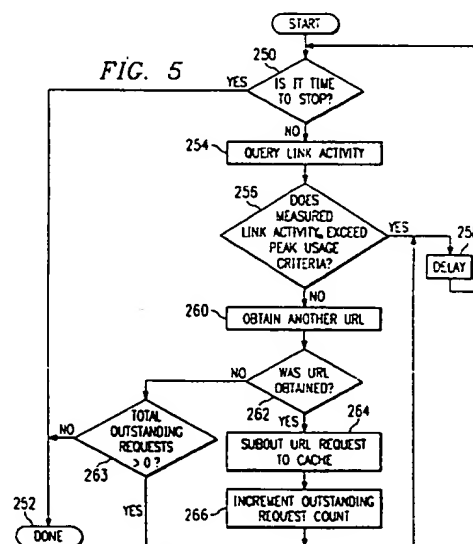 START
FIG. 5
250
YES
IS IT TIME
TO STOP?
NO
254
QUERY LINK ACTIVITY
255
DOES
MEASURED
LINK ACTIVITY, EXCEED
PEAK USAGE
CRITERIA?
YES
DELAY
NO
260
OBTAIN ANOTHER URL
NO
WAS URL
OBTAINED?
262
YES
264
TOTAL
OUTSTANDING
REQUESTS
> 0?
NO
263
SUBOUT URL REQUEST
TO CACHE
252
DONE
YES
266
INCREMENT OUTSTANDING
REQUEST COUNT